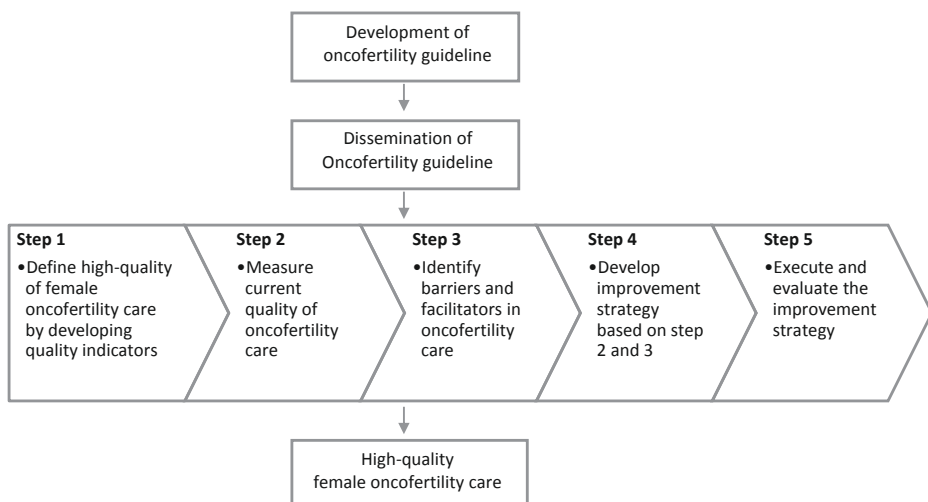 Development of
oncofertility guideline
Dissemination of
Oncofertility guideline
Step 1
•Define high-quality
of female
oncofertility care
by developing
quality indicators
Step 2
•Measure
current
quality of
oncofertility
care
Step 3
•Identify
barriers and
facilitators in
oncofertility
care
Step 4
•Develop
improvement
strategy
based on step
2 and 3
Step 5
•Execute and
evaluate the
improvement
strategy
High-quality
female oncofertility care